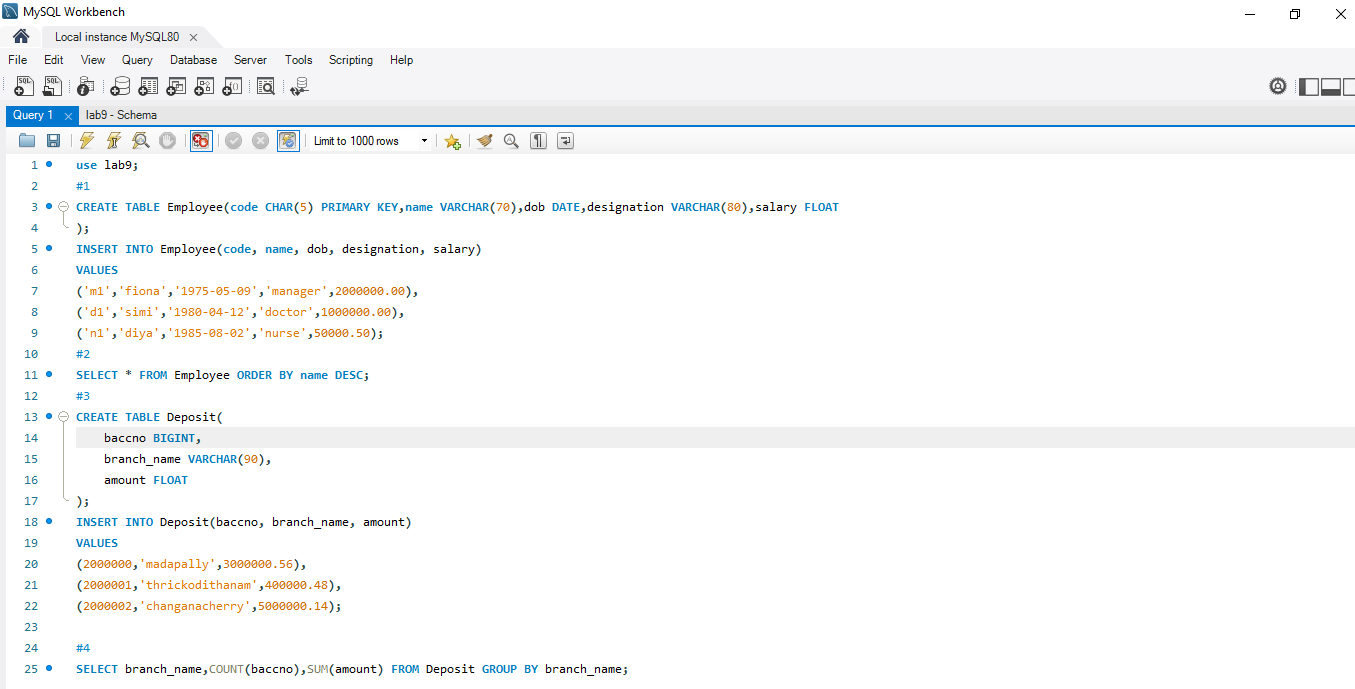 MySQL Workbench
Local instance MySQL80
File Edit View Query Database Server Tools Scripting Help
Query 1 lab9 - Schema
Limit to 1000 rows
1 use lab9;
2 #1
3 CREATE TABLE Employee(code CHAR(5) PRIMARY KEY,name VARCHAR(70),dob DATE,designation VARCHAR(80),salary FLOAT
4 );
5 INSERT INTO Employee(code, name, dob, designation, salary)
6 VALUES
7 ('m1','fiona','1975-05-09','manager',2000000.00),
8 ('d1','simi','1980-04-12','doctor',1000000.00),
9 ('n1','diya','1985-08-02','nurse',50000.50);
10 #2
11 SELECT * FROM Employee ORDER BY name DESC;
12 #3
13 CREATE TABLE Deposit(
14 baccno BIGINT,
15 branch_name VARCHAR(90),
16 amount FLOAT
17 );
18 INSERT INTO Deposit(baccno, branch_name, amount)
19 VALUES
20 (2000000,'madapally',3000000.56),
21 (2000001,'thrickodithanam',400000.48),
22 (2000002,'changanacherry',5000000.14);
23
24 #4
25 SELECT branch_name,COUNT(baccno),SUM(amount) FROM Deposit GROUP BY branch_name;